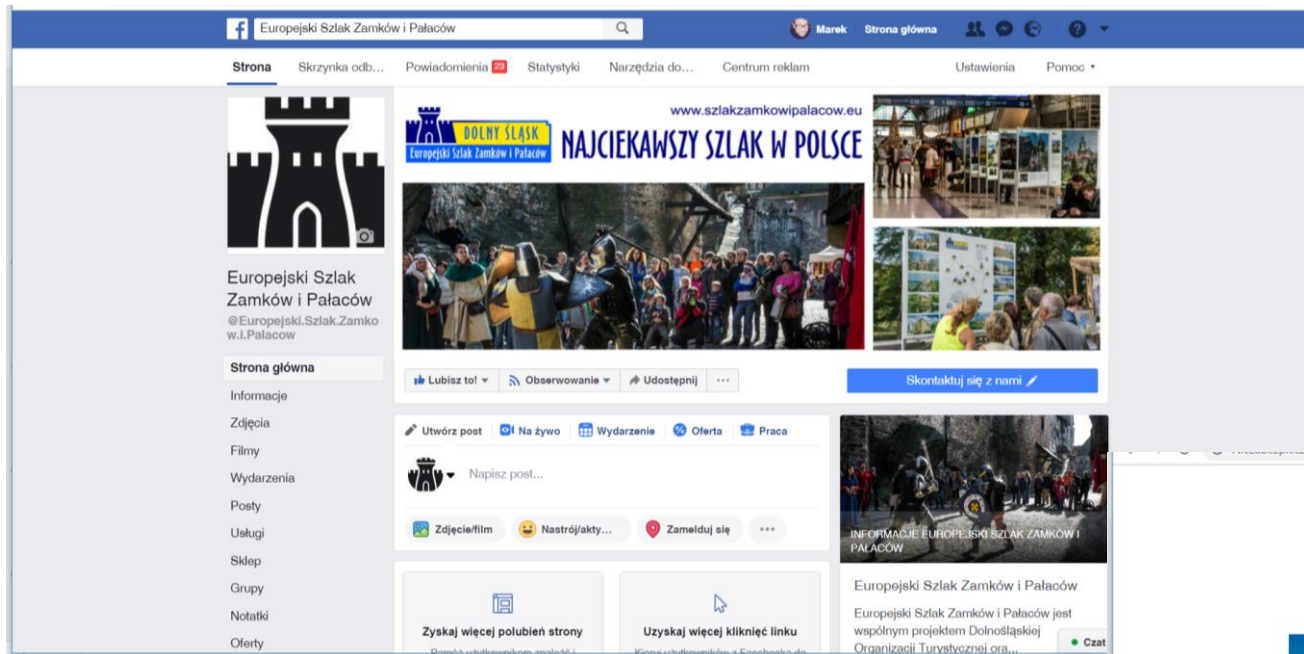 Europejski Szlak Zamków i Pałaców
Marek Strona główna
Strona Skrzynka odb... Powiadomienia 23 Statystyki Narzędzia do... Centrum reklam Ustawienia Pomoc
www.szlakzamkowipalacow.eu
DOLNY ŚLĄSK
Europejski Szlak Zamków i Pałaców
NAJCIEKAWSZY SZLAK W POLSCE
Europejski Szlak
Zamków i Pałaców
@Europejski.Szlak.Zamko
w.i.Palacow
Strona główna
Informacje
Zdjęcia
Filmy
Wydarzenia
Posty
Usługi
Sklep
Grupy
Notatki
Oferty
Lubisz to! Obserwowanie Udostępnij ...
Skontaktuj się z nami
Utwórz post Na żywo Wydarzenie Oferta Praca
Napisz post...
Zdjęcie/film Nastrój/akty... Zamelduj się ...
Zyskaj więcej polubień strony
Uzyskaj więcej kliknięć linku
INFORMACJE EUROPEJSKI SZLAK ZAMKÓW I
PAŁACÓW
Europejski Szlak Zamków i Pałaców
Europejski Szlak Zamków i Pałaców jest
wspólnym projektem Dolnośląskiej
Organizacji Turystycznej ora...
Czat